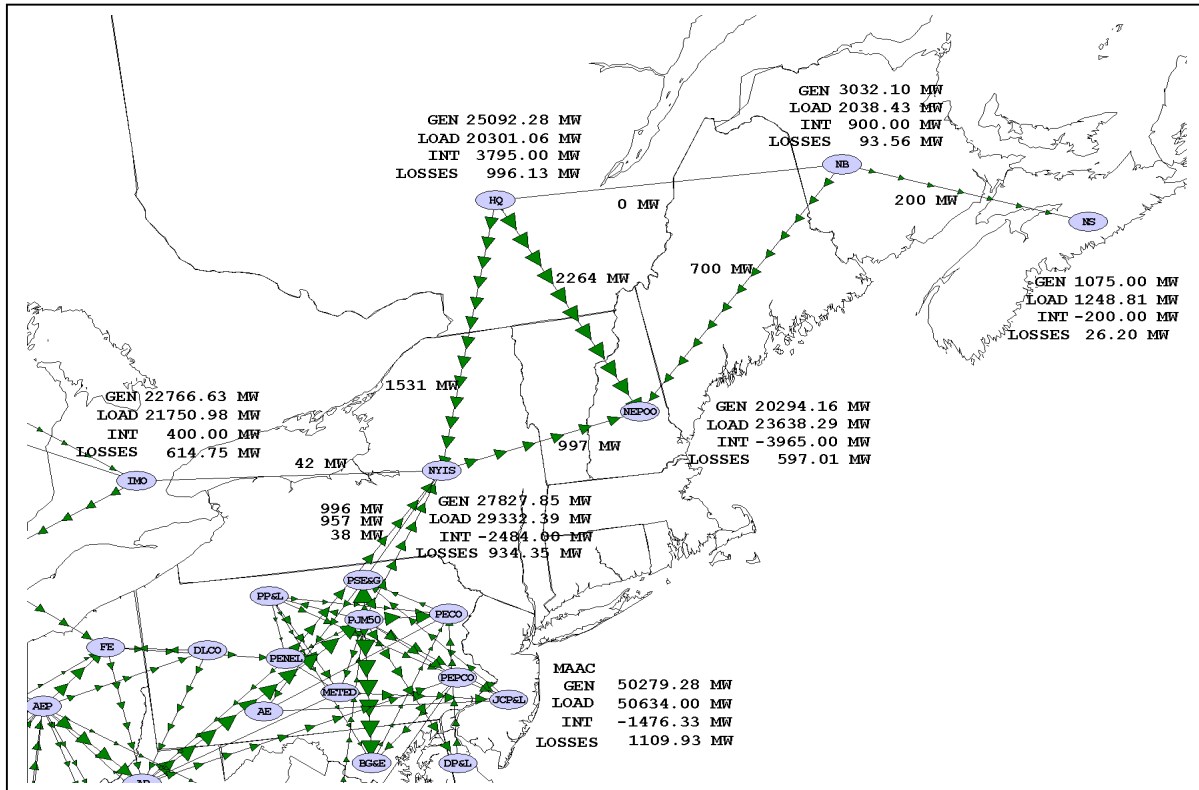 GEN 3032.10 MW
LOAD 2038.43 MW
INT 900.00 MW
LOSSES 93.56 MW
GEN 25092.28 MW
LOAD 20301.06 MW
INT 3795.00 MW
LOSSES 996.13 MW
NB
HQ
0 MW
200 MW
NS
2264 MW
700 MW
GEN 1075.00 MW
LOAD 1248.81 MW
INT -200.00 MW
LOSSES 26.20 MW
1531 MW
GEN 22766.63 MW
LOAD 21750.98 MW
INT 400.00 MW
LOSSES 614.75 MW
NEPOO
GEN 20294.16 MW
LOAD 23638.29 MW
INT -3965.00 MW
LOSSES 597.01 MW
997 MW
42 MW
IMO
NYIS
996 MW
957 MW
38 MW
GEN 27827.85 MW
LOAD 29332.39 MW
INT -2484.00 MW
LOSSES 934.35 MW
PSE&G
PP&L
PJM50
PECO
FE
DLCO
PENEL
PEPCO
METED
JCP&L
AEP
AE
MAAC
GEN 50279.28 MW
LOAD 50634.00 MW
INT -1476.33 MW
LOSSES 1109.93 MW
BG&E
DP&L